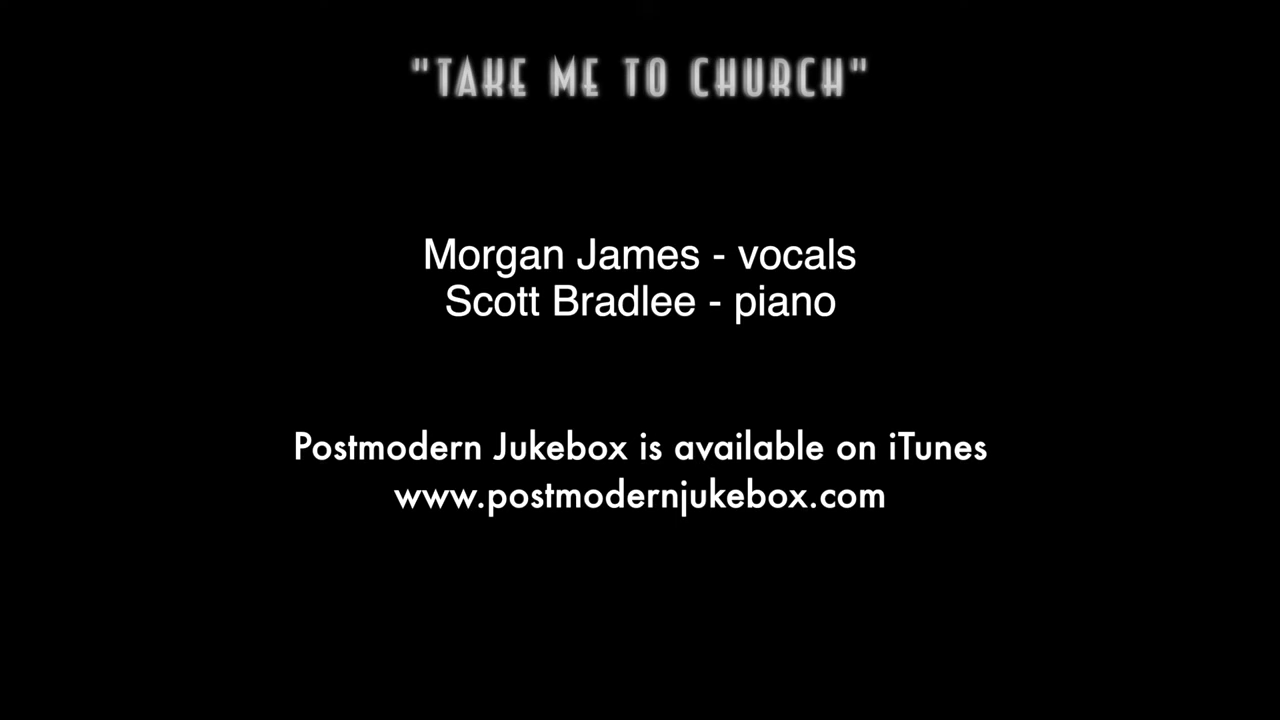 "TAKE ME TO CHURCH"
Morgan James - vocals
Scott Bradlee - piano
Postmodern Jukebox is available on iTunes
www.postmodernjukebox.com